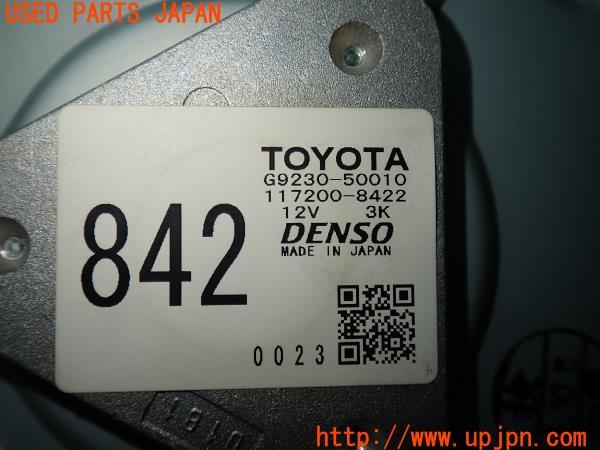 USED PARTS JAPAN
TOYOTA
G9230-50010
117200-8422
12V 3K
DENSO
MADE IN JAPAN
842
0023
http://www.upjpn.com